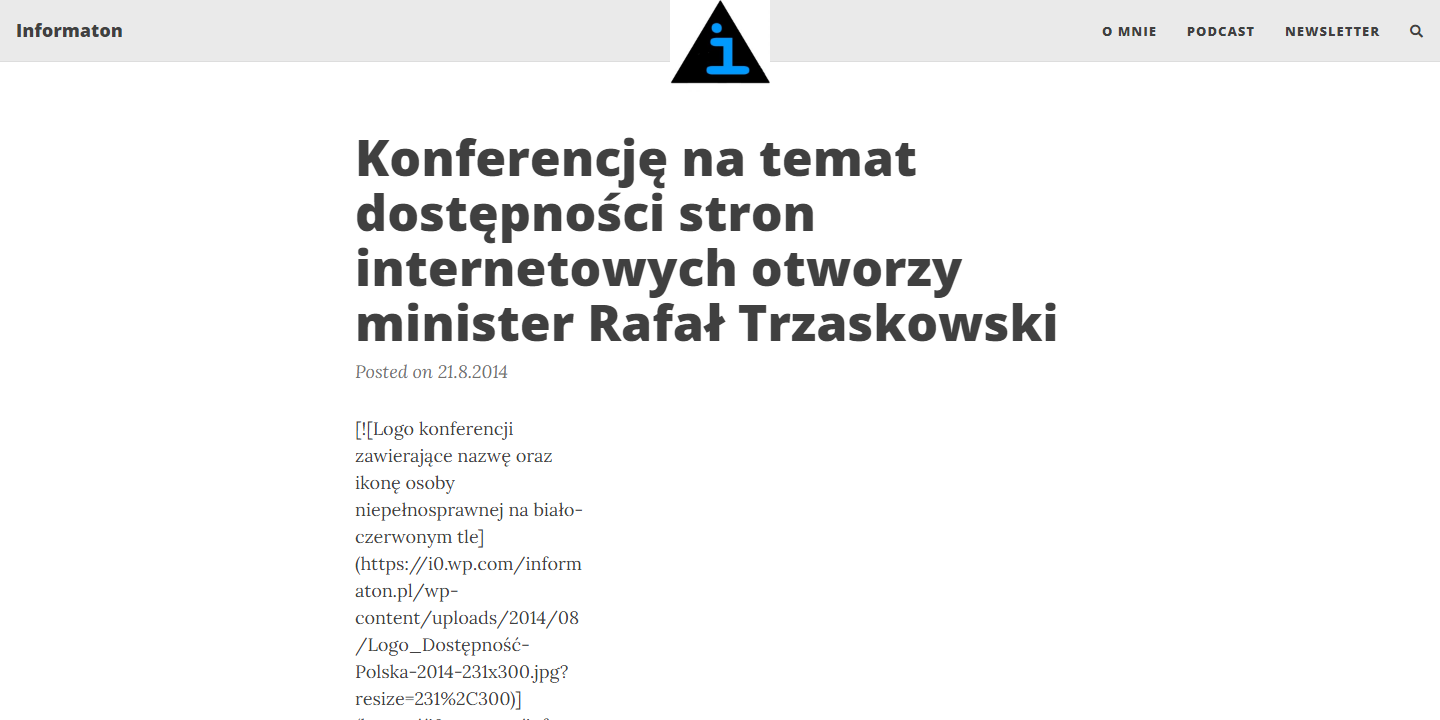 Informaton
i
O MNIE
PODCAST
NEWSLETTER
Konferencję na temat
dostępności stron
internetowych otworzy
minister Rafał Trzaskowski
Posted on 21.8.2014
[![Logo konferencji
zawierające nazwę oraz
ikonę osoby
niepełnosprawnej na biało-
czerwonym tle]
(https://i0.wp.com/inform
aton.pl/wp-
content/uploads/2014/08
/Logo_Dostępność-
Polska-2014-231x300.jpg?
resize=231%2C300)]